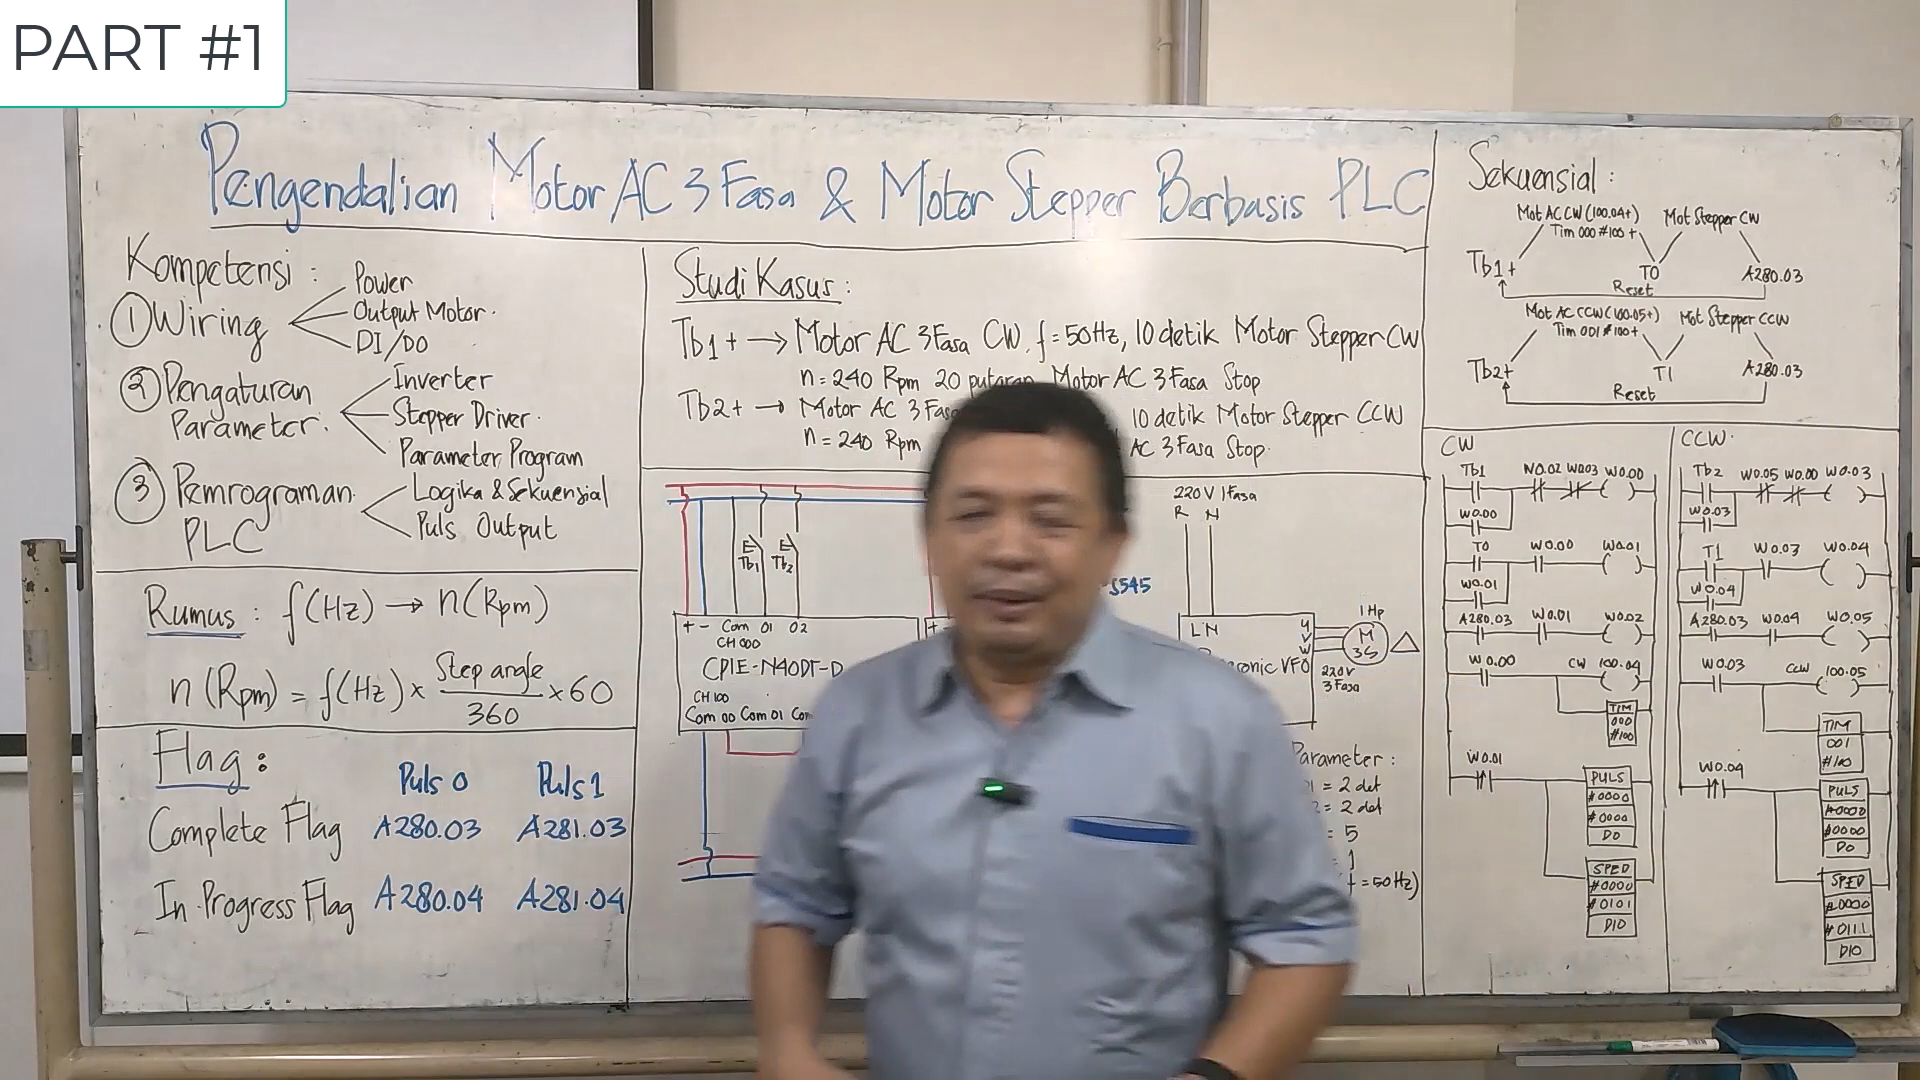 PART #1
Pengendalian Motor AC 3 Fasa & Motor Stepper Berbasis PLC
Kompetensi :
① Wiring
Power
Output Motor.
DI/DO
② Pengaturan
Parameter.
Inverter
Stepper Driver.
Parameter Program
③ Pemrograman
PLC
Logika & Sekuensial
Puls Output
Rumus : f(Hz) → n(Rpm)
n (Rpm) = f(Hz) × Step angle / 360 × 60
Flag :
Puls 0 Puls 1
Complete Flag A280.03 A281.03
In Progress Flag A280.04 A281.04
Studi Kasus :
Tb1 + → Motor AC 3 Fasa CW, f = 50Hz, 10 detik Motor Stepper CW
n = 240 Rpm 20 putaran Motor AC 3 Fasa Stop
Tb2 + → Motor AC 3 Fasa 10 detik Motor Stepper CCW
n = 240 Rpm AC 3 Fasa Stop.
Tb1 Tb2
+ - Com 01 02
CH 000
CP1E-N40DT-D
CH 100
Com 00 Com 01
+
S545
220V 1 Fasa
R N
L N
U
V
W
VFO
1 Hp
M
3~
220V
3 Fasa
Parameter :
= 2 det
= 2 det
= 5
= 1
= 50 Hz)
Sekuensial :
Mot AC CW (100.04+) Mot Stepper CW
Tim 000 #100 +
Tb1+ T0 A280.03
Reset
Mot AC CCW (100.05+) Mot Stepper CCW
Tim 001 #100 +
Tb2+ T1 A280.03
Reset
CW
Tb1 W0.02 W0.03 W0.00
W0.00
T0 W0.00 W0.01
W0.01
A280.03 W0.01 W0.02
W0.00 CW 100.04
TIM
000
#100
W0.01
PULS
#0000
#0000
D0
SPED
#0000
#0101
D10
CCW.
Tb2 W0.05 W0.00 W0.03
W0.03
T1 W0.03 W0.04
W0.04
A280.03 W0.04 W0.05
W0.03 CCW 100.05
TIM
001
#100
W0.04
PULS
#0000
#0000
D0
SPED
#0000
#0111
D10